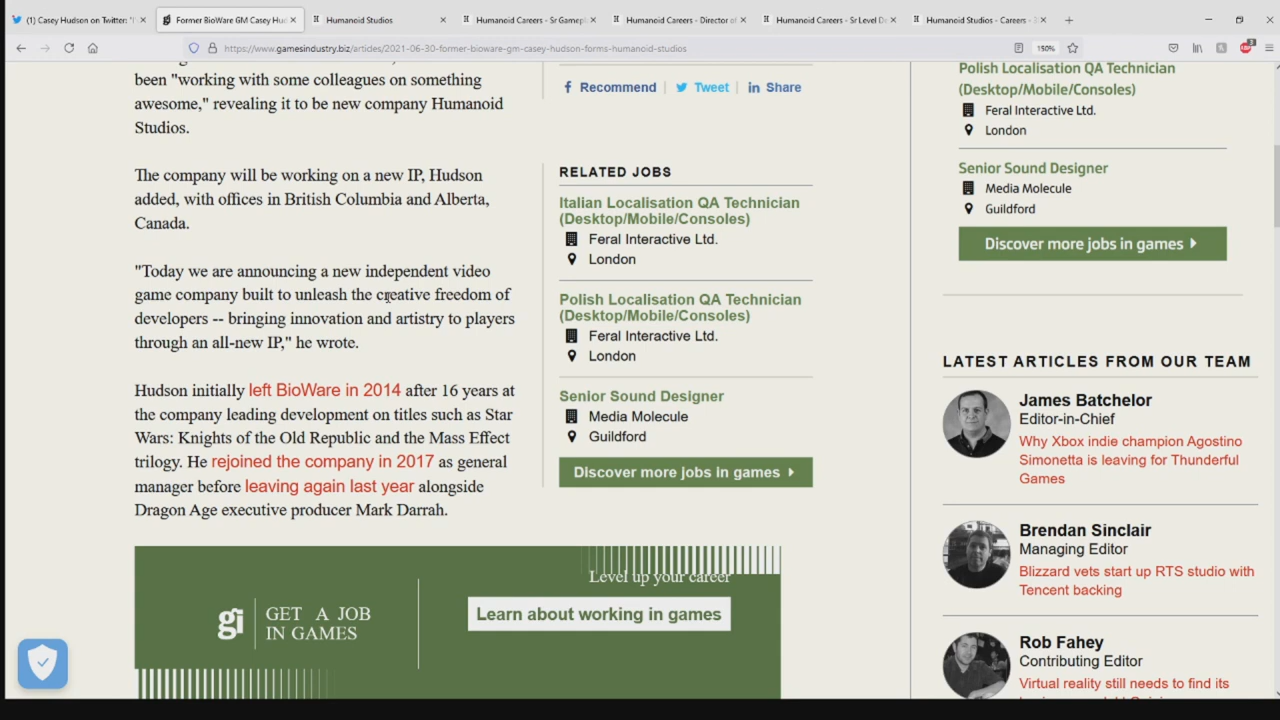 (1) Casey Hudson on Twitter: "I
Former BioWare GM Casey Hu
Humanoid Studios
Humanoid Careers - Sr Gamepl
Humanoid Careers - Director of
Humanoid Careers - Sr Level De
Humanoid Studios - Careers -
https://www.gamesindustry.biz/articles/2021-06-30-former-bioware-gm-casey-hudson-forms-humanoid-studios
150%
been "working with some colleagues on something
awesome," revealing it to be new company Humanoid
Studios.
The company will be working on a new IP, Hudson
added, with offices in British Columbia and Alberta,
Canada.
"Today we are announcing a new independent video
game company built to unleash the creative freedom of
developers -- bringing innovation and artistry to players
through an all-new IP," he wrote.
Hudson initially left BioWare in 2014 after 16 years at
the company leading development on titles such as Star
Wars: Knights of the Old Republic and the Mass Effect
trilogy. He rejoined the company in 2017 as general
manager before leaving again last year alongside
Dragon Age executive producer Mark Darrah.
Recommend
Tweet
Share
RELATED JOBS
Italian Localisation QA Technician
(Desktop/Mobile/Consoles)
Feral Interactive Ltd.
London
Polish Localisation QA Technician
(Desktop/Mobile/Consoles)
Feral Interactive Ltd.
London
Senior Sound Designer
Media Molecule
Guildford
Discover more jobs in games
gi
GET A JOB
IN GAMES
Level up your career
Learn about working in games
Polish Localisation QA Technician
(Desktop/Mobile/Consoles)
Feral Interactive Ltd.
London
Senior Sound Designer
Media Molecule
Guildford
Discover more jobs in games
LATEST ARTICLES FROM OUR TEAM
James Batchelor
Editor-in-Chief
Why Xbox indie champion Agostino
Simonetta is leaving for Thunderful
Games
Brendan Sinclair
Managing Editor
Blizzard vets start up RTS studio with
Tencent backing
Rob Fahey
Contributing Editor
Virtual reality still needs to find its